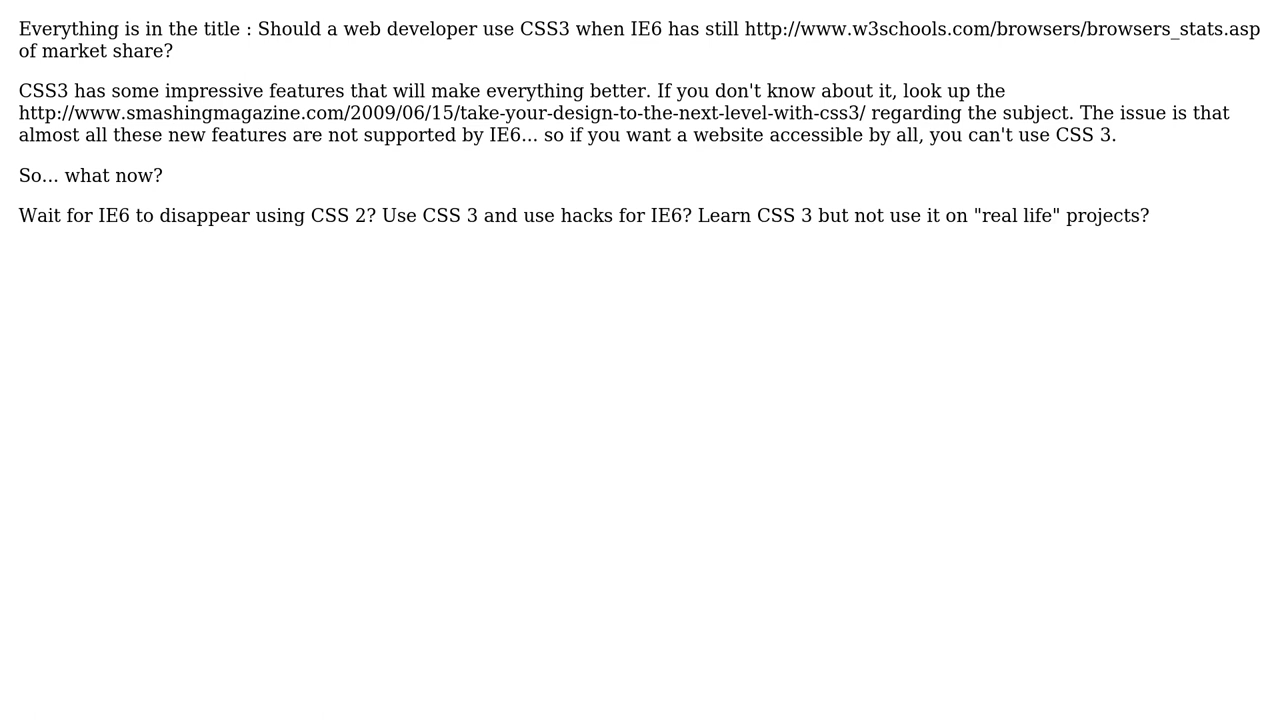 Everything is in the title : Should a web developer use CSS3 when IE6 has still http://www.w3schools.com/browsers/browsers_stats.asp
of market share?
CSS3 has some impressive features that will make everything better. If you don't know about it, look up the
http://www.smashingmagazine.com/2009/06/15/take-your-design-to-the-next-level-with-css3/ regarding the subject. The issue is that
almost all these new features are not supported by IE6... so if you want a website accessible by all, you can't use CSS 3.
So... what now?
Wait for IE6 to disappear using CSS 2? Use CSS 3 and use hacks for IE6? Learn CSS 3 but not use it on "real life" projects?